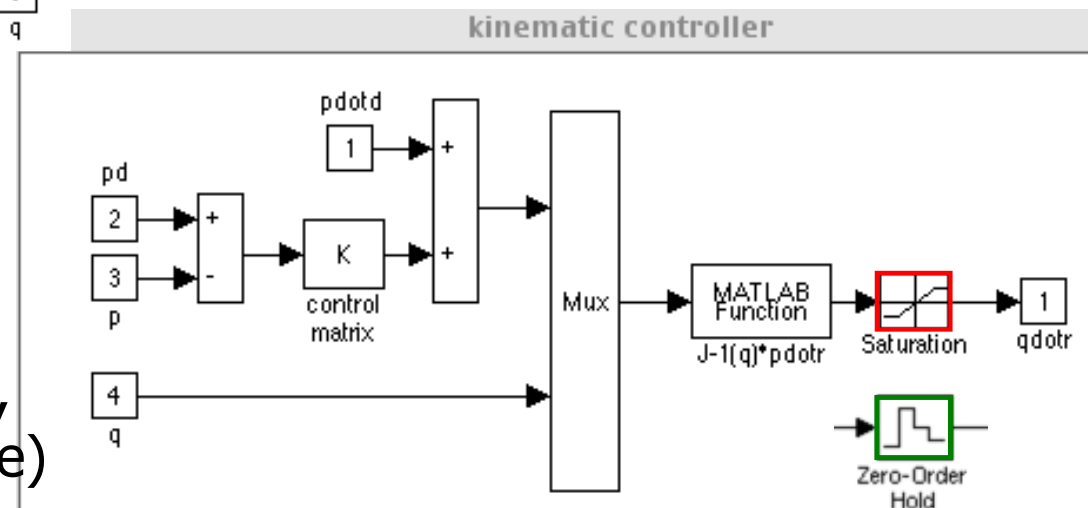 q
kinematic controller
pdotd
1
+
pd
2
+
K
+
3
-
p
control
matrix
Mux
MATLAB
Function
J-1(q)*pdotr
Saturation
1
qdotr
4
q
e)
Zero-Order
Hold